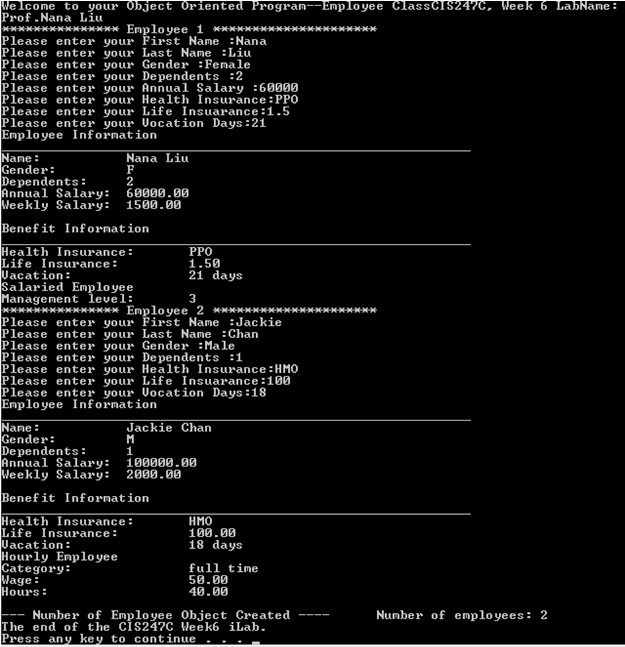 Welcome to your Object Oriented Program--Employee ClassCIS247C, Week 6 LabName:
Prof.Nana Liu
*************** Employee 1 *********************
Please enter your First Name :Nana
Please enter your Last Name :Liu
Please enter your Gender :Female
Please enter your Dependents :2
Please enter your Annual Salary :60000
Please enter your Health Insurance:PPO
Please enter your Life Insuarance:1.5
Please enter your Vocation Days:21
Employee Information
____________________________________________________________
Name:           Nana Liu
Gender:         F
Dependents:     2
Annual Salary:  60000.00
Weekly Salary:  1500.00
Benefit Information
____________________________________________________________
Health Insurance:       PPO
Life Insurance:         1.50
Vacation:               21 days
Salaried Employee
Management level:       3
*************** Employee 2 *********************
Please enter your First Name :Jackie
Please enter your Last Name :Chan
Please enter your Gender :Male
Please enter your Dependents :1
Please enter your Health Insurance:HMO
Please enter your Life Insuarance:100
Please enter your Vocation Days:18
Employee Information
____________________________________________________________
Name:           Jackie Chan
Gender:         M
Dependents:     1
Annual Salary:  100000.00
Weekly Salary:  2000.00
Benefit Information
____________________________________________________________
Health Insurance:       HMO
Life Insurance:         100.00
Vacation:               18 days
Hourly Employee
Category:               full time
Wage:                   50.00
Hours:                  40.00
--- Number of Employee Object Created ----      Number of employees: 2
The end of the CIS247C Week6 iLab.
Press any key to continue . . . _